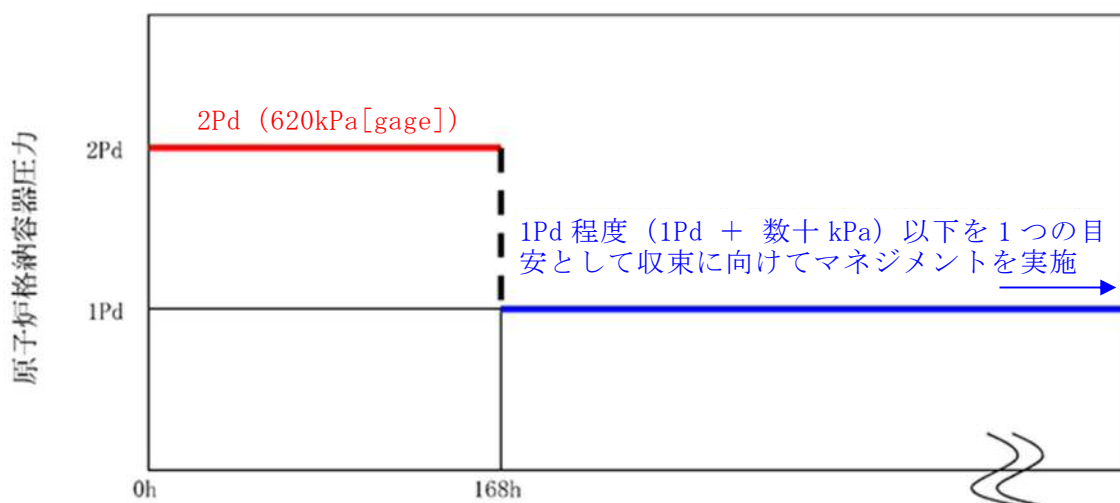 2Pd (620kPa[gage])
2Pd
原子炉格納容器圧力
1Pd 程度 (1Pd + 数十 kPa) 以下を 1 つの目
安として収束に向けてマネジメントを実施
1Pd
0h
168h